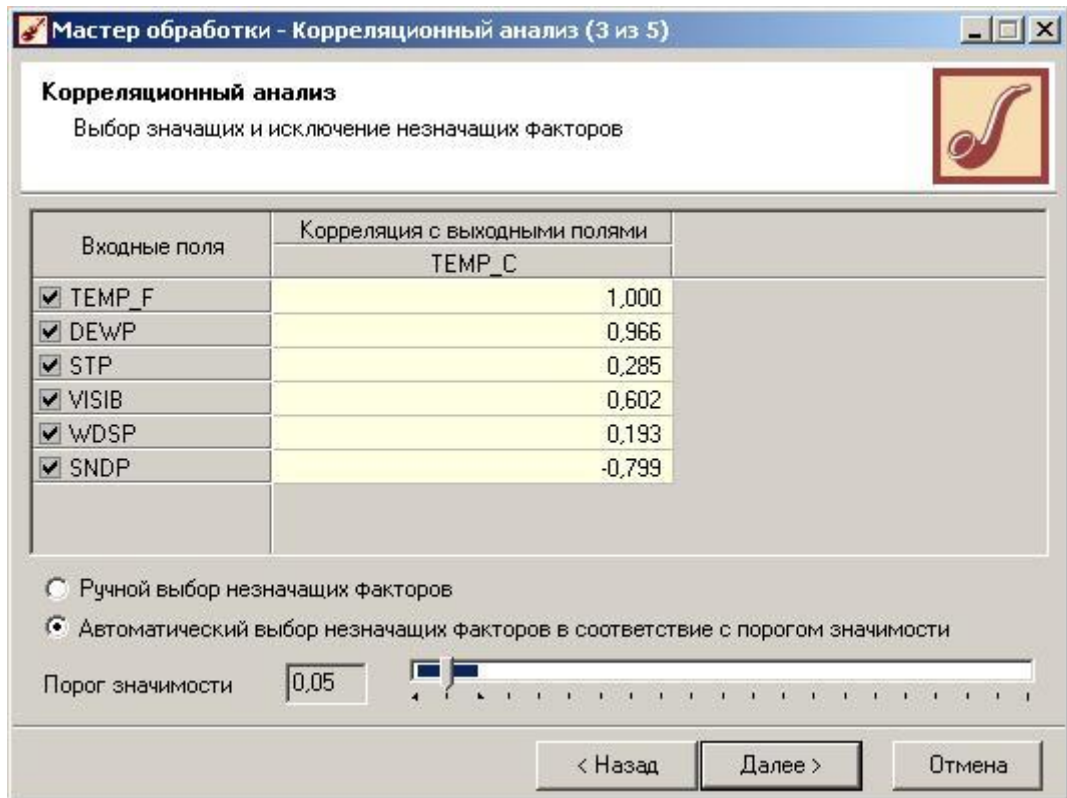 Мастер обработки - Корреляционный анализ (3 из 5)
Корреляционный анализ
Выбор значащих и исключение незначащих факторов
Входные поля
Корреляция с выходными полями
TEMP_C
TEMP_F 1,000
DEWP 0,966
STP 0,285
VISIB 0,602
WDSP 0,193
SNDP -0,799
Ручной выбор незначащих факторов
Автоматический выбор незначащих факторов в соответствие с порогом значимости
Порог значимости 0,05
< Назад Далее > Отмена